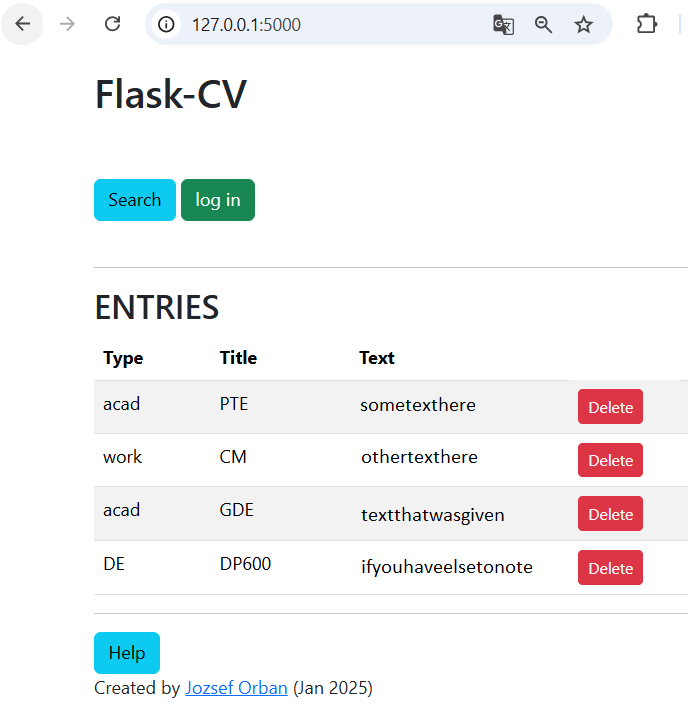 127.0.0.1:5000
Flask-CV
Search log in
ENTRIES
Type Title Text
acad PTE sometexthere Delete
work CM othertexthere Delete
acad GDE textthatwasgiven Delete
DE DP600 ifyouhaveelsetonote Delete
Help
Created by Jozsef Orban (Jan 2025)